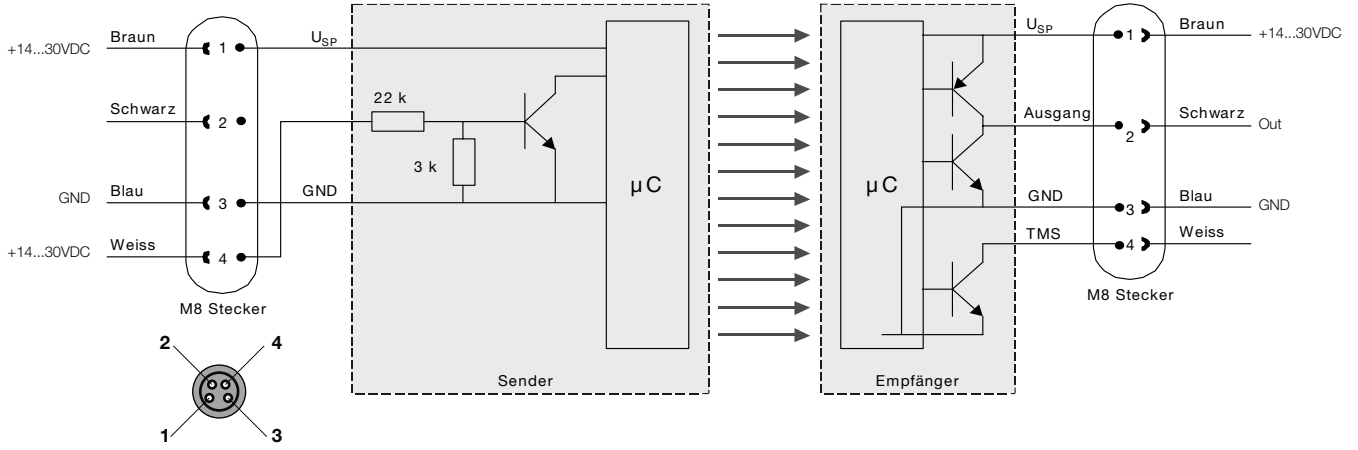 +14...30VDC
Braun
1
U_SP
Schwarz
2
22 k
3 k
GND
Blau
3
GND
+14...30VDC
Weiss
4
M8 Stecker
µC
Sender
2
4
1
3
µC
Empfänger
U_SP
1
Braun
+14...30VDC
Ausgang
2
Schwarz
Out
GND
3
Blau
GND
TMS
4
Weiss
M8 Stecker